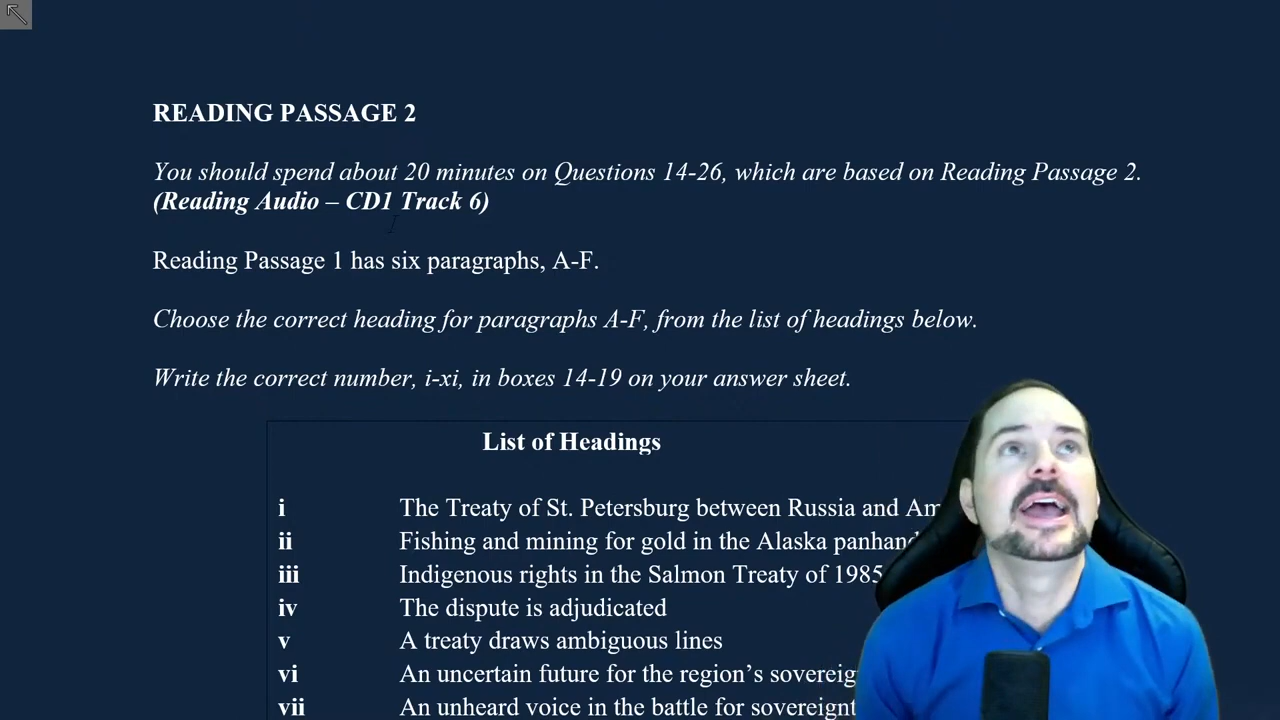 READING PASSAGE 2
You should spend about 20 minutes on Questions 14-26, which are based on Reading Passage 2.
(Reading Audio – CD1 Track 6)
Reading Passage 1 has six paragraphs, A-F.
Choose the correct heading for paragraphs A-F, from the list of headings below.
Write the correct number, i-xi, in boxes 14-19 on your answer sheet.
List of Headings
i The Treaty of St. Petersburg between Russia and Am
ii Fishing and mining for gold in the Alaska panhand
iii Indigenous rights in the Salmon Treaty of 1985
iv The dispute is adjudicated
v A treaty draws ambiguous lines
vi An uncertain future for the region's sovereig
vii An unheard voice in the battle for sovereignt